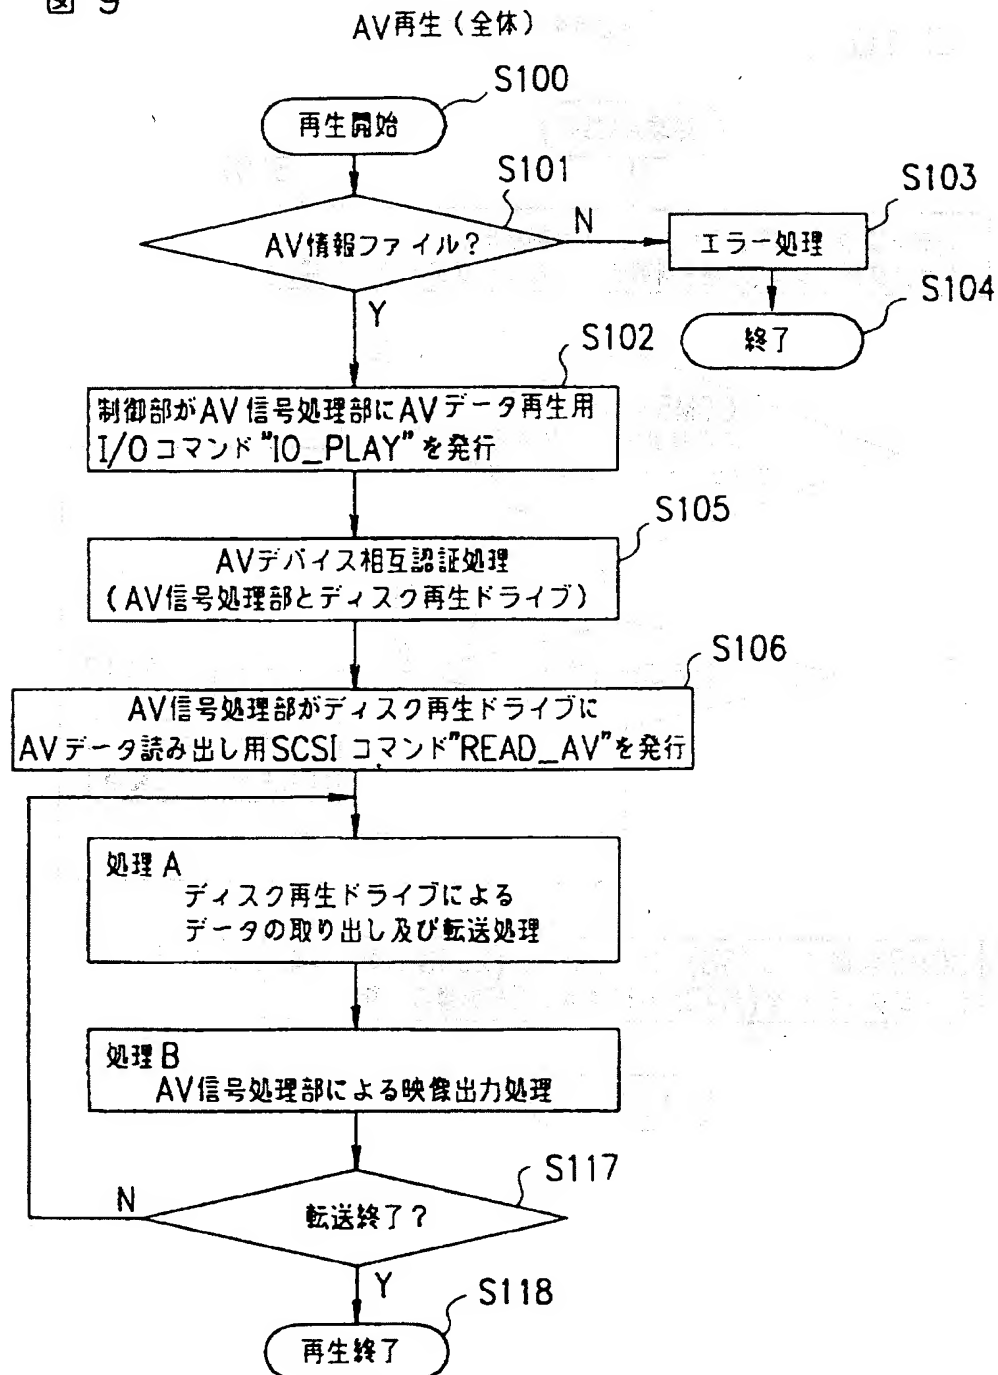 図 9
AV再生(全体)
S100
再生開始
S101
AV情報ファイル?
N
S103
エラー処理
S104
終了
Y
S102
制御部がAV信号処理部にAVデータ再生用
I/Oコマンド"IO_PLAY"を発行
S105
AVデバイス相互認証処理
(AV信号処理部とディスク再生ドライブ)
S106
AV信号処理部がディスク再生ドライブに
AVデータ読み出し用SCSIコマンド"READ_AV"を発行
処理A
ディスク再生ドライブによる
データの取り出し及び転送処理
処理B
AV信号処理部による映像出力処理
S117
N
転送終了?
Y
S118
再生終了